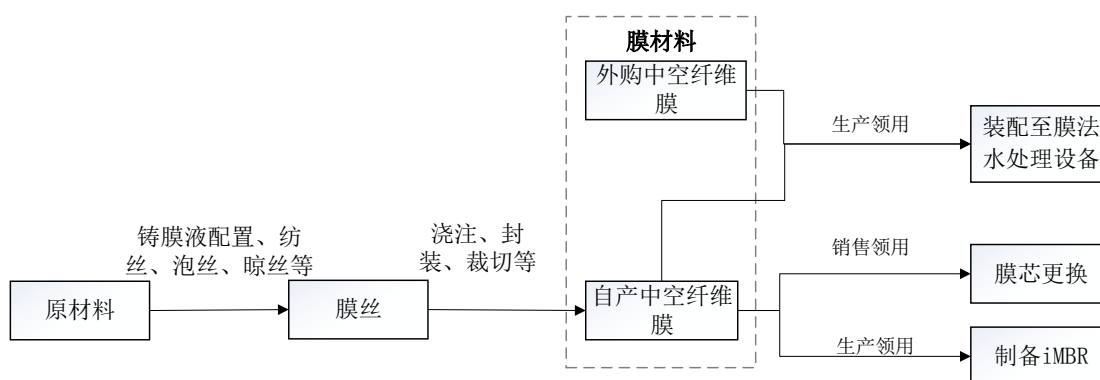 膜材料
外购中空纤维
膜
生产领用
装配至膜法
水处理设备
铸膜液配置、纺
丝、泡丝、晾丝等
浇注、封
装、裁切等
销售领用
原材料
膜丝
自产中空纤维
膜
膜芯更换
生产领用
制备iMBR